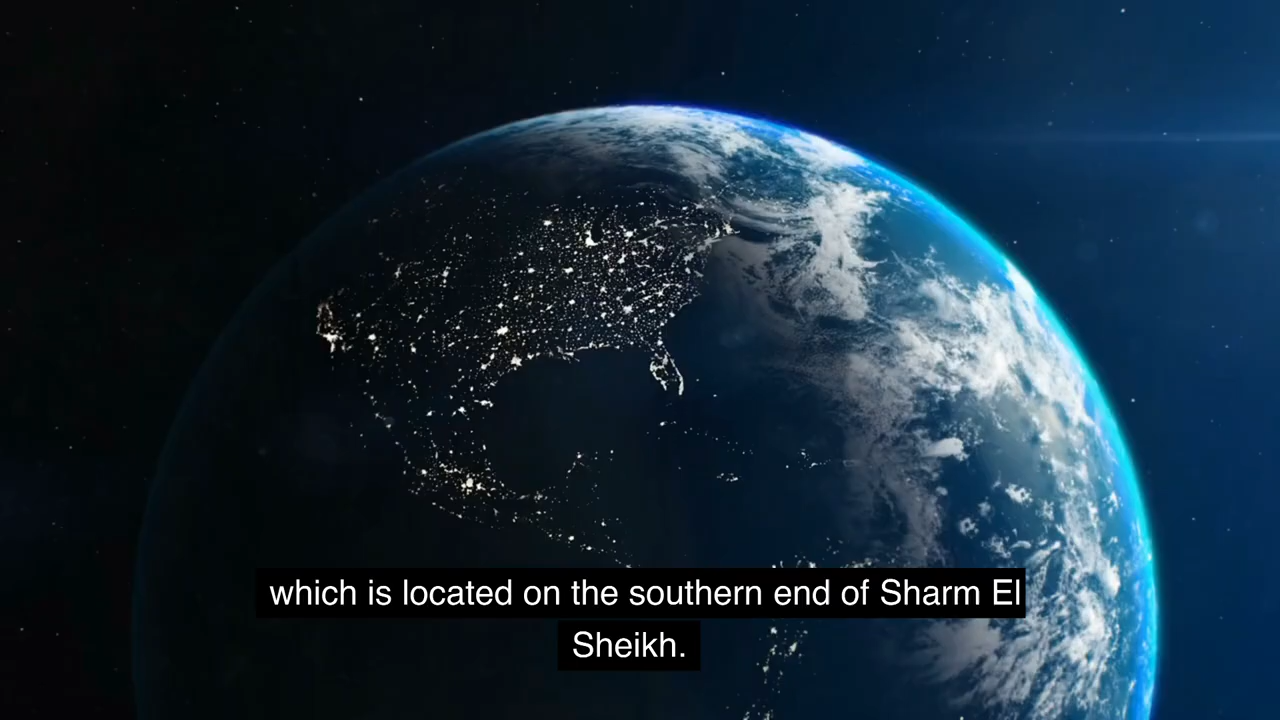 which is located on the southern end of Sharm El
Sheikh.